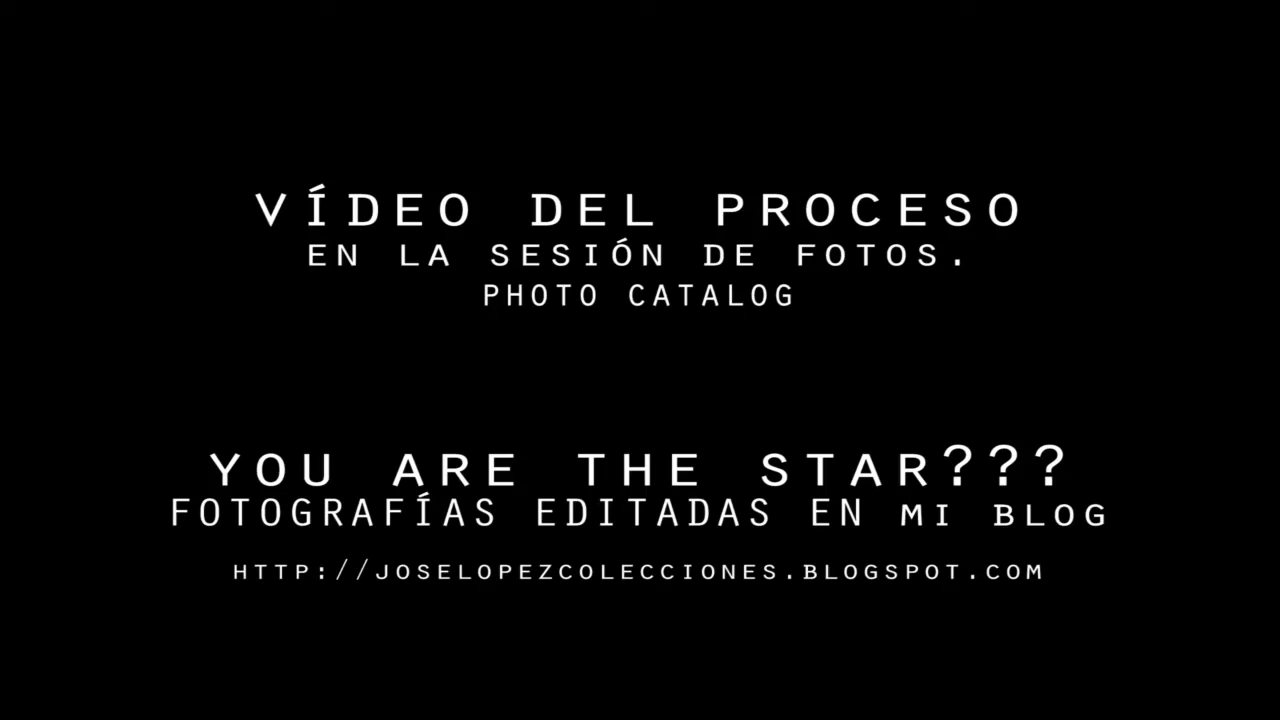 VÍDEO DEL PROCESO
EN LA SESIÓN DE FOTOS.
PHOTO CATALOG
YOU ARE THE STAR???
FOTOGRAFÍAS EDITADAS EN MI BLOG
HTTP://JOSELOPEZCOLECCIONES.BLOGSPOT.COM